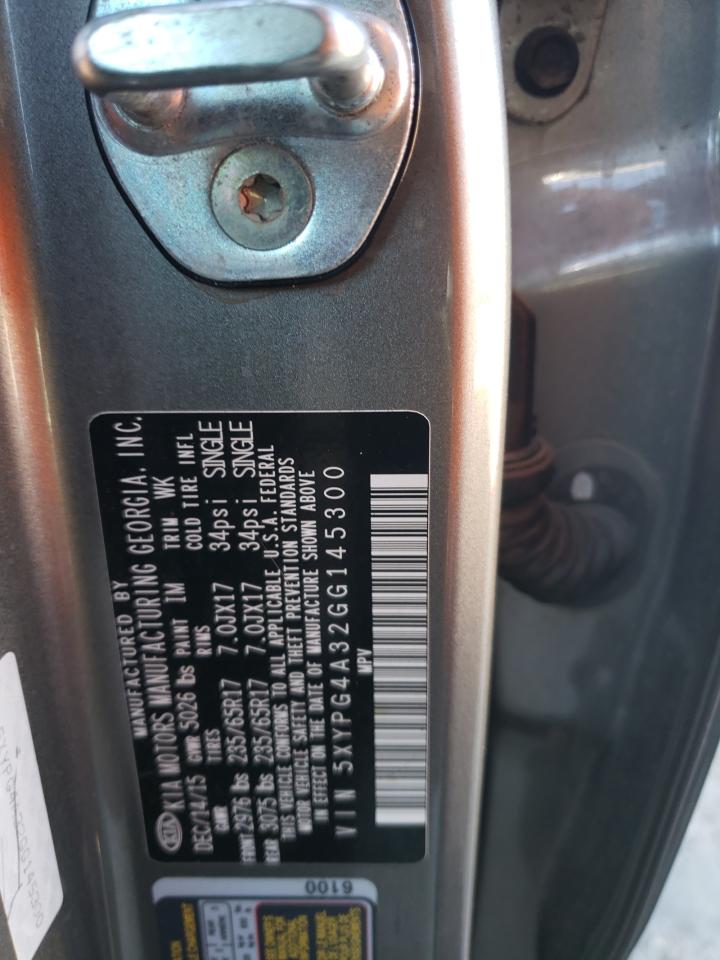 MANUFACTURED BY
KIA KIA MOTORS MANUFACTURING GEORGIA, INC.
DEC/14/15 GVWR 5026 lbs PAINT LM TRIM WK
GAWR TIRES RIMS COLD TIRE INFL
FRONT 2976 lbs 235/65R17 7.0JX17 34psi SINGLE
REAR 3075 lbs 235/65R17 7.0JX17 34psi SINGLE
THIS VEHICLE CONFORMS TO ALL APPLICABLE U.S.A. FEDERAL
MOTOR VEHICLE SAFETY AND THEFT PREVENTION STANDARDS
IN EFFECT ON THE DATE OF MANUFACTURE SHOWN ABOVE
VIN 5XYPG4A32GG145300
MPV
6100
5XYPG4A32GG145300